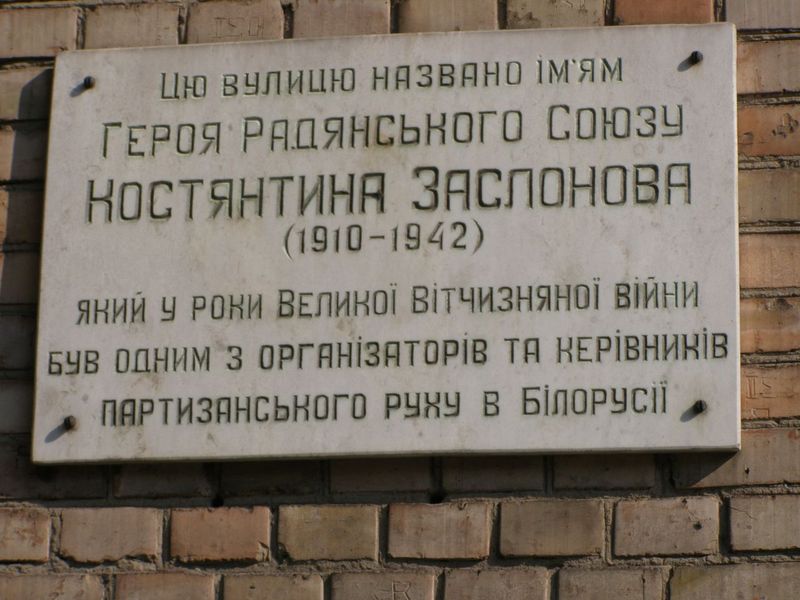 Цю вулицю названо ім'ям
Героя Радянського Союзу
Костянтина Заслонова
(1910-1942)
який у роки Великої Вітчизняної війни
був одним з організаторів та керівників
партизанського руху в Білорусії